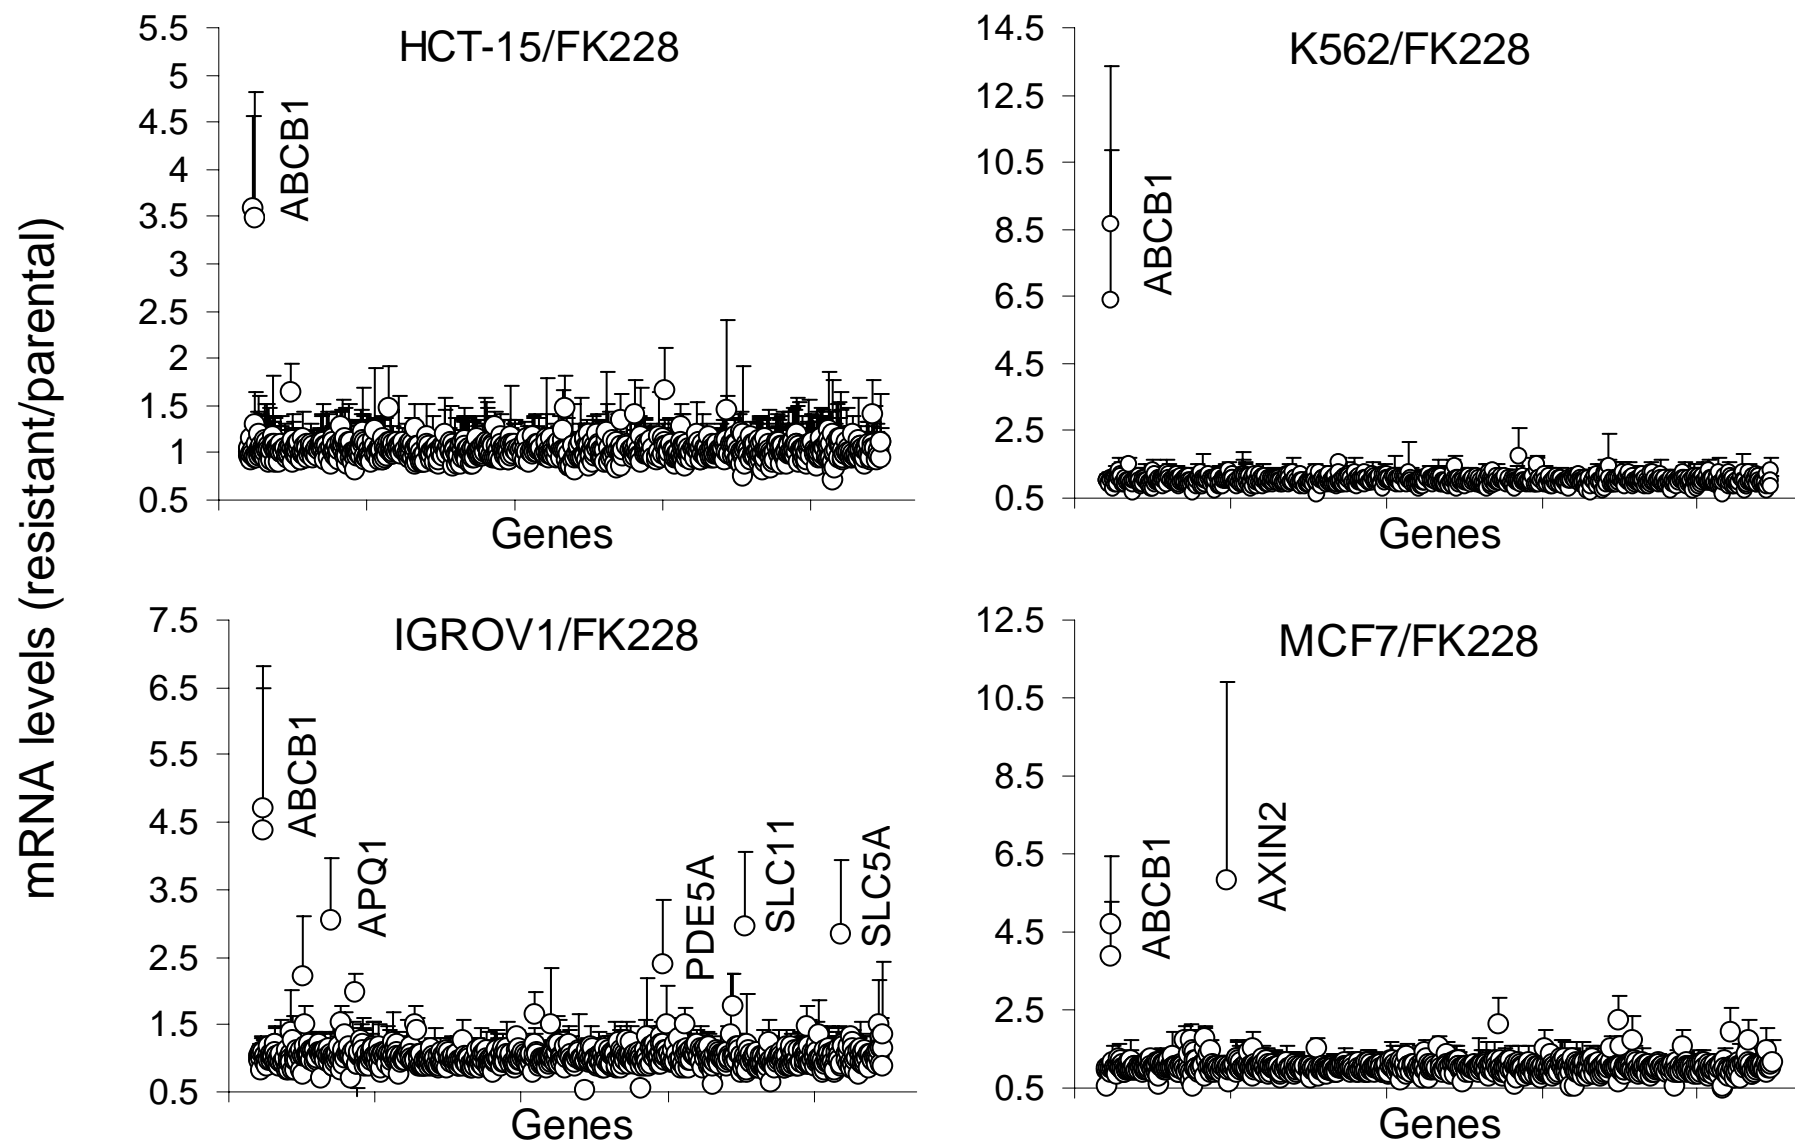 mRNA levels (resistant/parental)
HCT-15/FK228
5.5
5
4.5
4
3.5
3
2.5
2
1.5
1
0.5
ABCB1
Genes
K562/FK228
14.5
12.5
10.5
8.5
6.5
4.5
2.5
0.5
ABCB1
Genes
IGROV1/FK228
7.5
6.5
5.5
4.5
3.5
2.5
1.5
0.5
ABCB1
APQ1
PDE5A
SLC11
SLC5A
Genes
MCF7/FK228
12.5
10.5
8.5
6.5
4.5
2.5
0.5
ABCB1
AXIN2
Genes